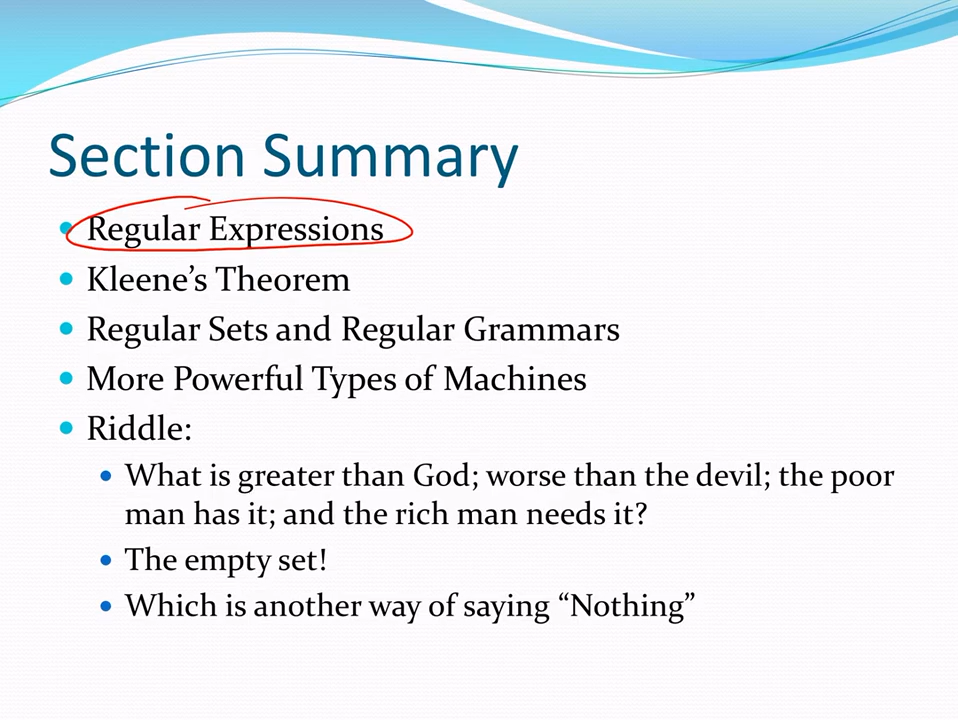 Section Summary
Regular Expressions
Kleene’s Theorem
Regular Sets and Regular Grammars
More Powerful Types of Machines
Riddle:
What is greater than God; worse than the devil; the poor
man has it; and the rich man needs it?
The empty set!
Which is another way of saying “Nothing”